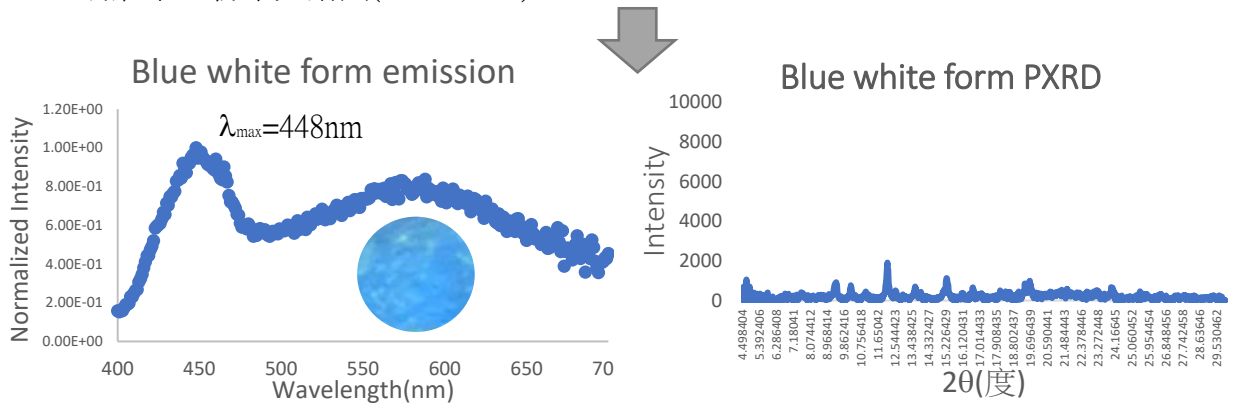 Blue white form emission
λmax=448nm
Normalized Intensity
1.20E+00
1.00E+00
8.00E-01
6.00E-01
4.00E-01
2.00E-01
0.00E+00
400 450 500 550 600 650 70
Wavelength(nm)
Blue white form PXRD
Intensity
10000
8000
6000
4000
2000
0
4.498404 5.392406 6.286408 7.18041 8.074412 8.968414 9.862416 10.756418 11.65042 12.544423 13.438425 14.332427 15.226429 16.120431 17.014433 17.908435 18.802437 19.696439 20.590441 21.484443 22.378446 23.272448 24.16645 25.060452 25.954454 26.848456 27.742458 28.63646 29.530462
2θ(度)